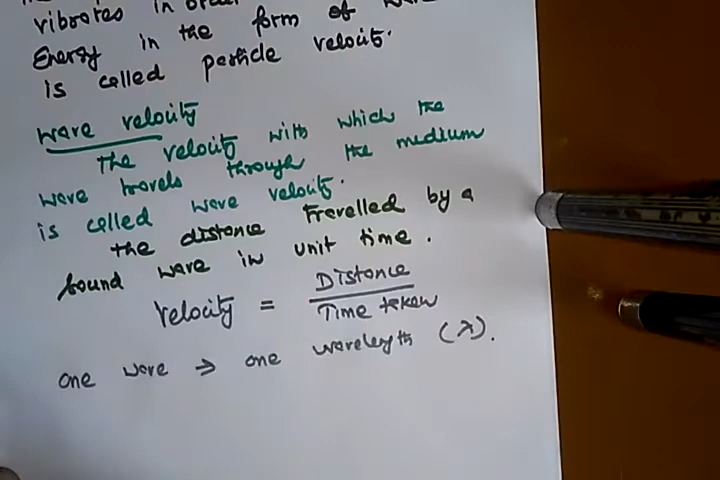 vibrates in order
Energy in the form of
is called particle velocity.
wave velocity
The velocity with which the
wave travels through the medium
is called wave velocity.
the distance travelled by a
sound wave in unit time.
Velocity = Distance
Time taken
one wave → one wavelength (λ).